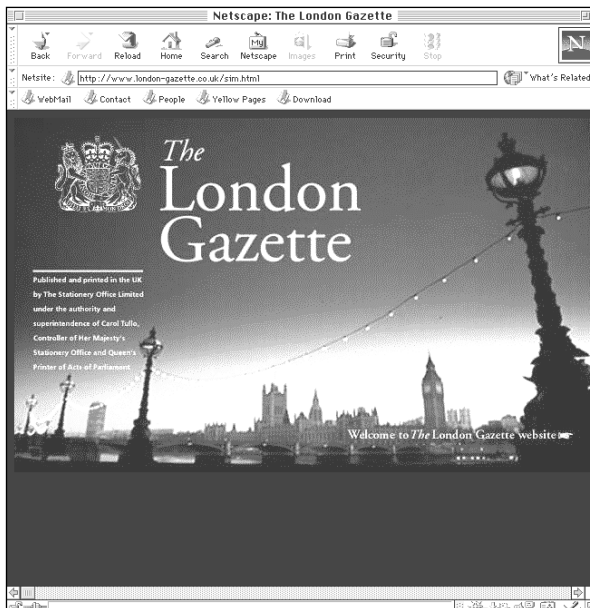 Netscape: The London Gazette
Back Forward Reload Home Search Netscape Images Print Security Stop
My
N
Netsite: http://www.london-gazette.co.uk/sim.html What's Related
WebMail Contact People Yellow Pages Download
The
London
Gazette
Published and printed in the UK
by The Stationery Office Limited
under the authority and
superintendence of Carol Tullo,
Controller of Her Majesty's
Stationery Office and Queen's
Printer of Acts of Parliament
Welcome to The London Gazette website